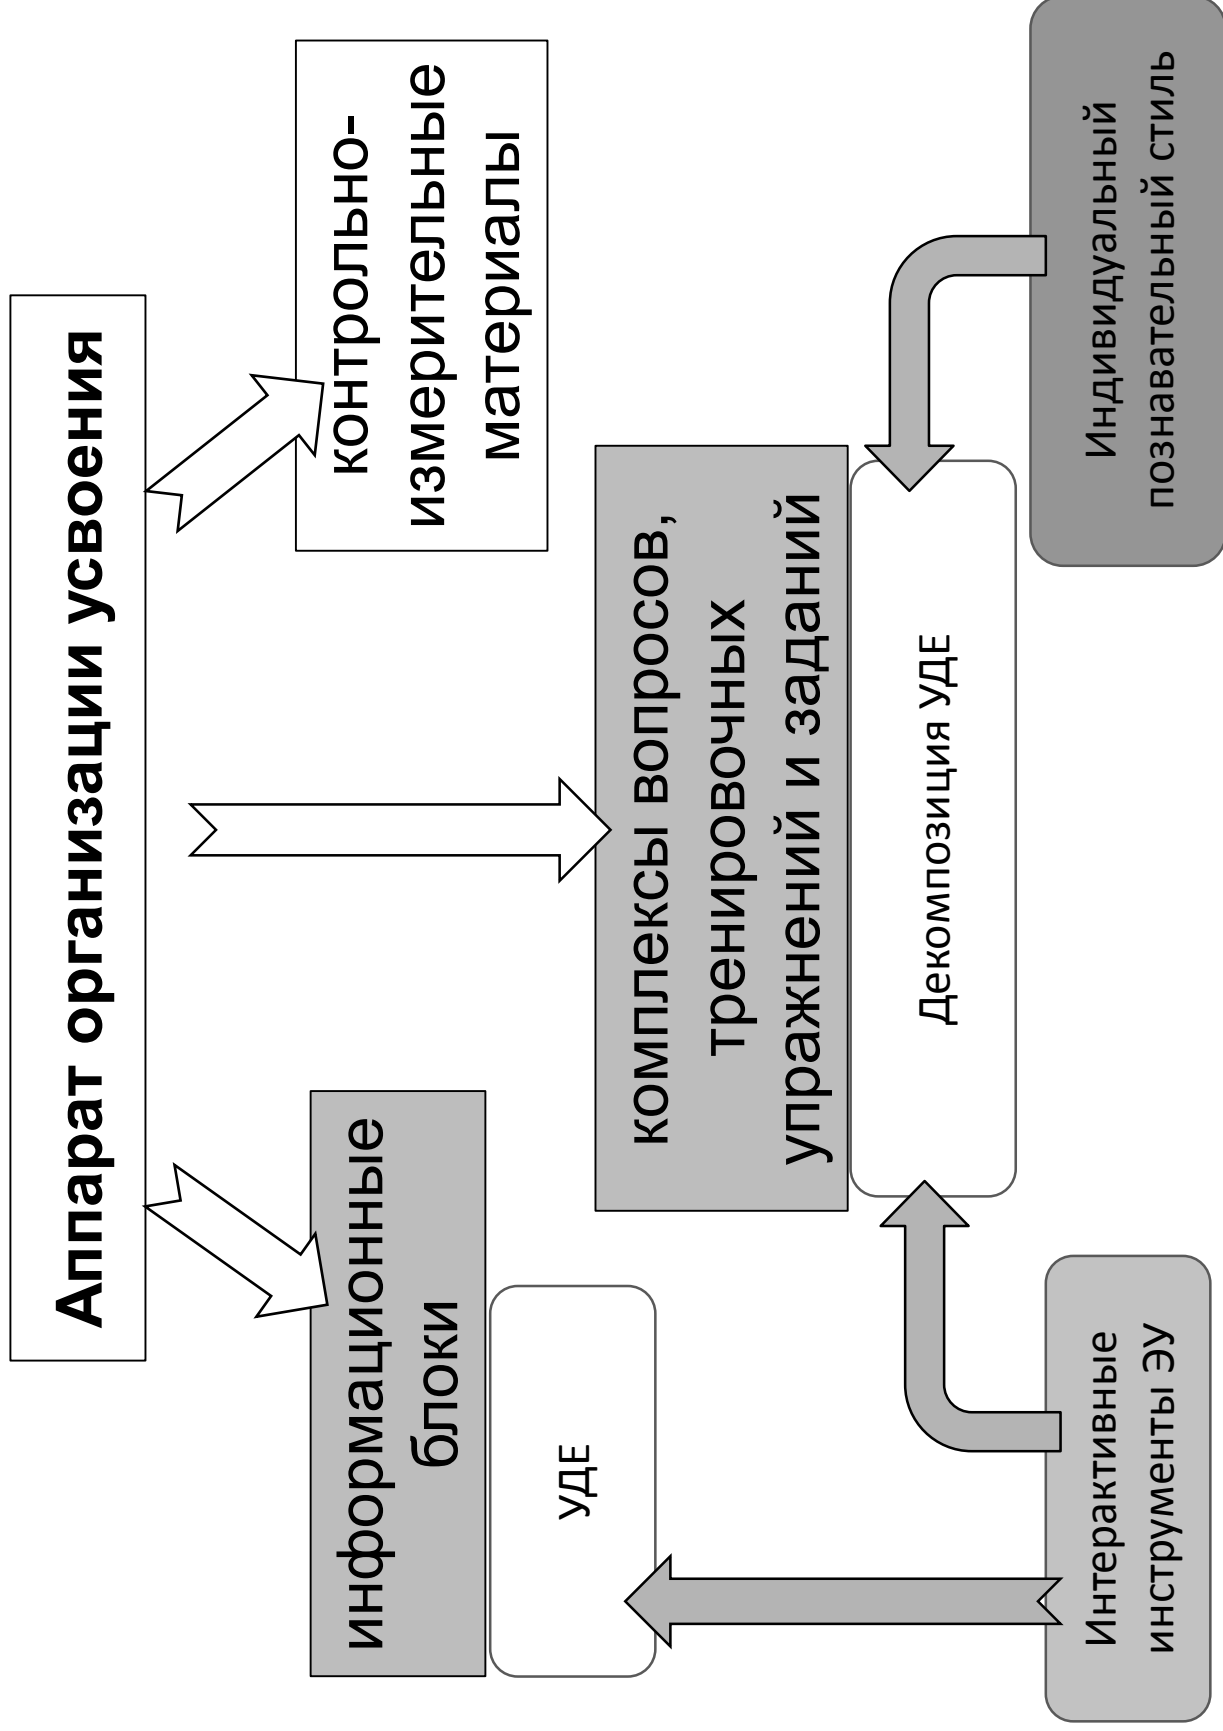 Аппарат организации усвоения
информационные
блоки
контрольно-
измерительные
материалы
комплексы вопросов,
тренировочных
упражнений и заданий
УДЕ
Декомпозиция УДЕ
Интерактивные
инструменты ЭУ
Индивидуальный
познавательный стиль